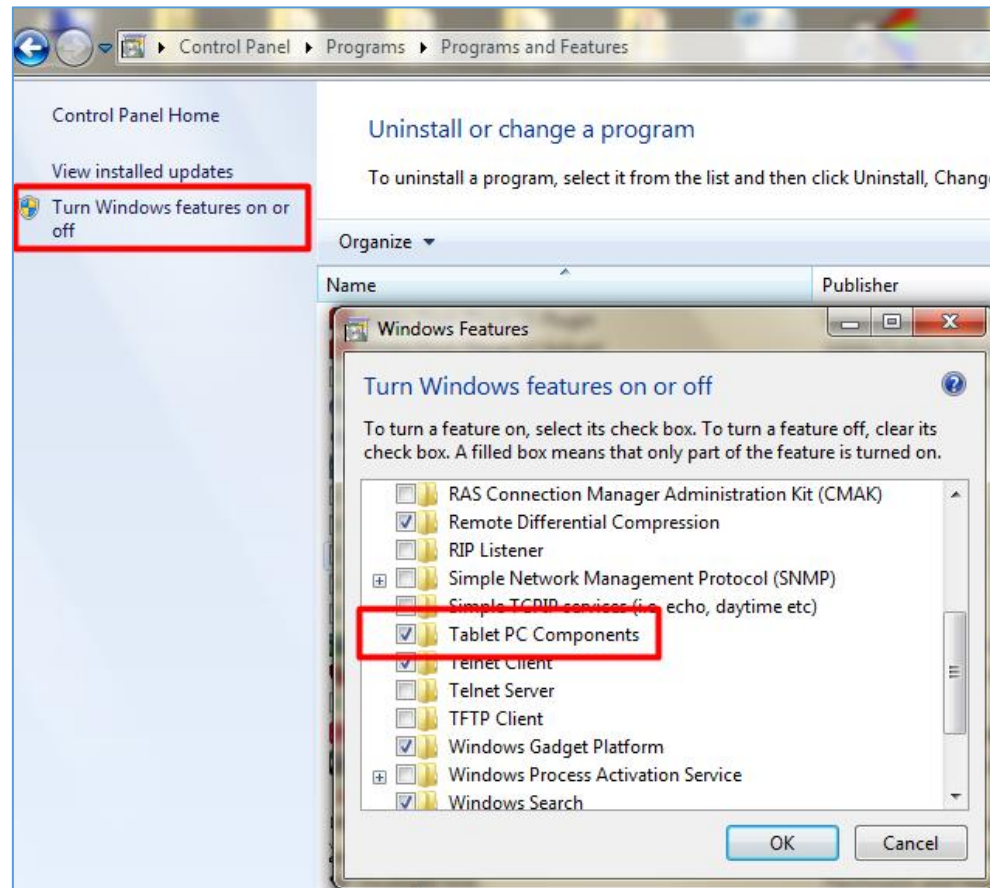 Control Panel Programs Programs and Features
Control Panel Home
View installed updates
Turn Windows features on or
off
Uninstall or change a program
To uninstall a program, select it from the list and then click Uninstall, Chang
Organize
Name Publisher
Windows Features
Turn Windows features on or off
To turn a feature on, select its check box. To turn a feature off, clear its
check box. A filled box means that only part of the feature is turned on.
RAS Connection Manager Administration Kit (CMAK)
Remote Differential Compression
RIP Listener
Simple Network Management Protocol (SNMP)
Simple TCPIP services (i.e. echo, daytime etc)
Tablet PC Components
Telnet Client
Telnet Server
TFTP Client
Windows Gadget Platform
Windows Process Activation Service
Windows Search
OK Cancel